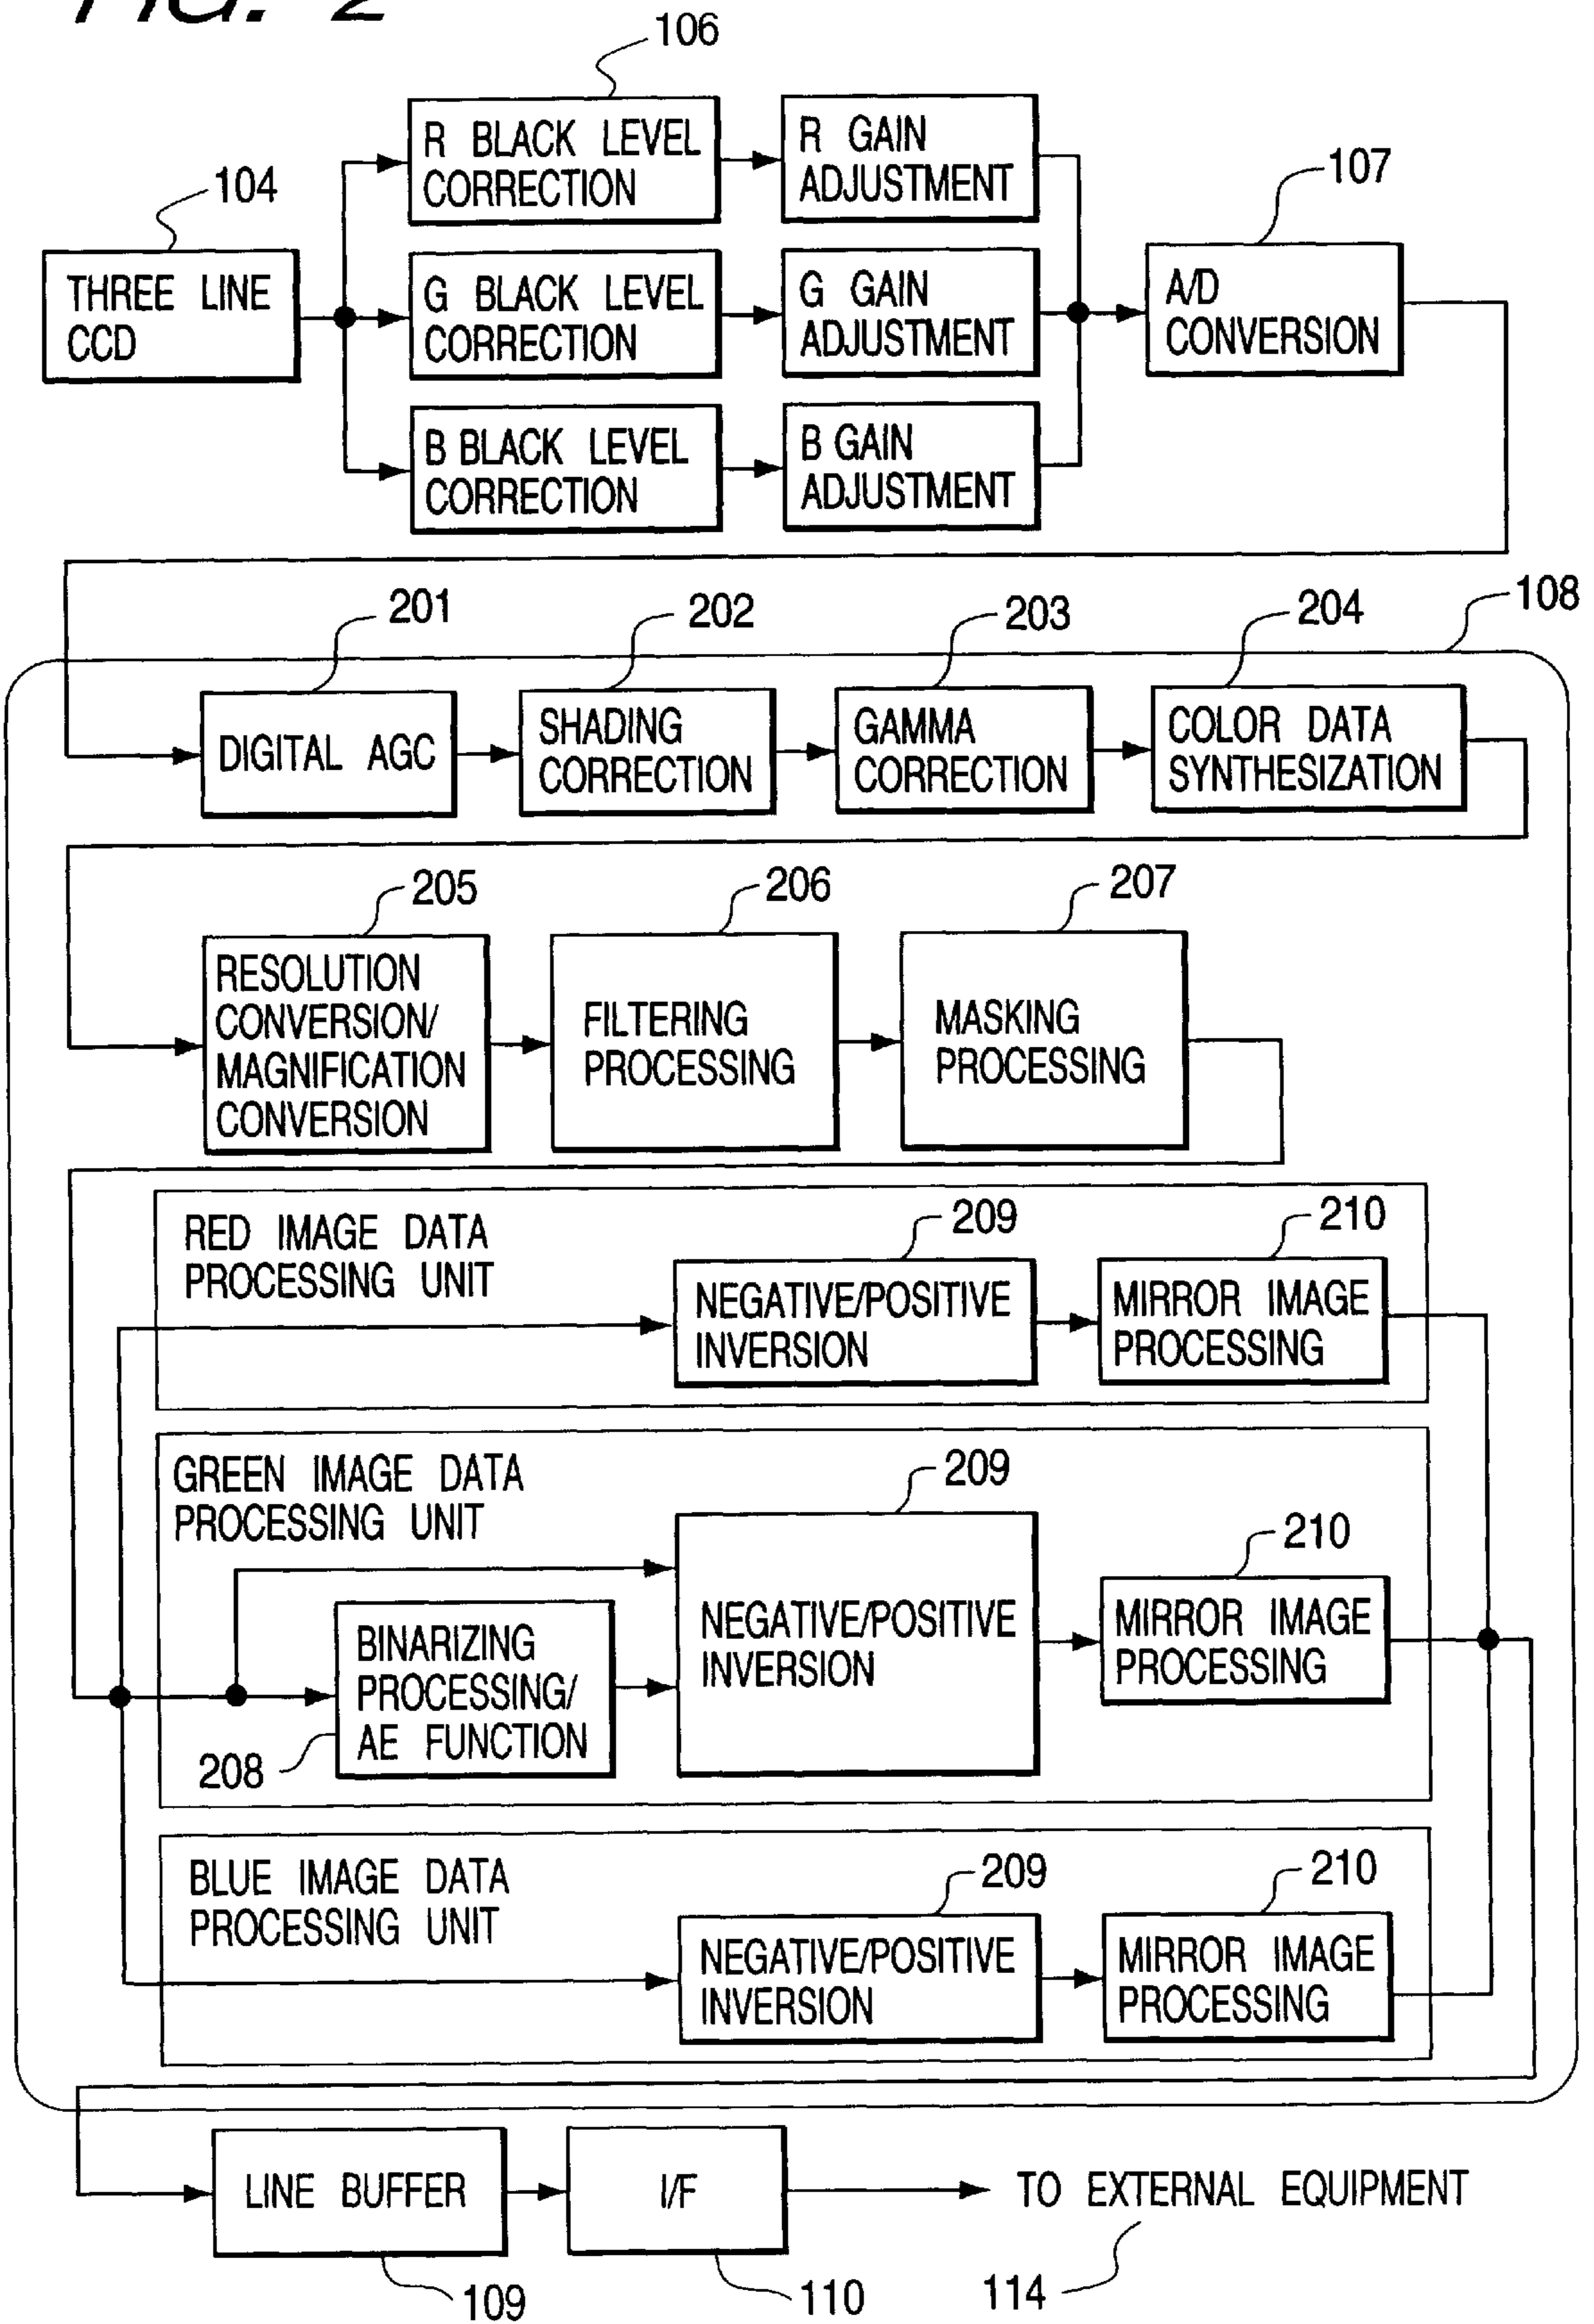 FIG. 2
106
R BLACK LEVEL
CORRECTION
R GAIN
ADJUSTMENT
104
107
THREE LINE
CCD
G BLACK LEVEL
CORRECTION
G GAIN
ADJUSTMENT
A/D
CONVERSION
B BLACK LEVEL
CORRECTION
B GAIN
ADJUSTMENT
201
202
203
204
108
DIGITAL AGC
SHADING
CORRECTION
GAMMA
CORRECTION
COLOR DATA
SYNTHESIZATION
205
206
207
RESOLUTION
CONVERSION/
MAGNIFICATION
CONVERSION
FILTERING
PROCESSING
MASKING
PROCESSING
RED IMAGE DATA
PROCESSING UNIT
209
210
NEGATIVE/POSITIVE
INVERSION
MIRROR IMAGE
PROCESSING
GREEN IMAGE DATA
PROCESSING UNIT
209
210
BINARIZING
PROCESSING/
AE FUNCTION
208
NEGATIVE/POSITIVE
INVERSION
MIRROR IMAGE
PROCESSING
BLUE IMAGE DATA
PROCESSING UNIT
209
210
NEGATIVE/POSITIVE
INVERSION
MIRROR IMAGE
PROCESSING
LINE BUFFER
I/F
TO EXTERNAL EQUIPMENT
109
110
114